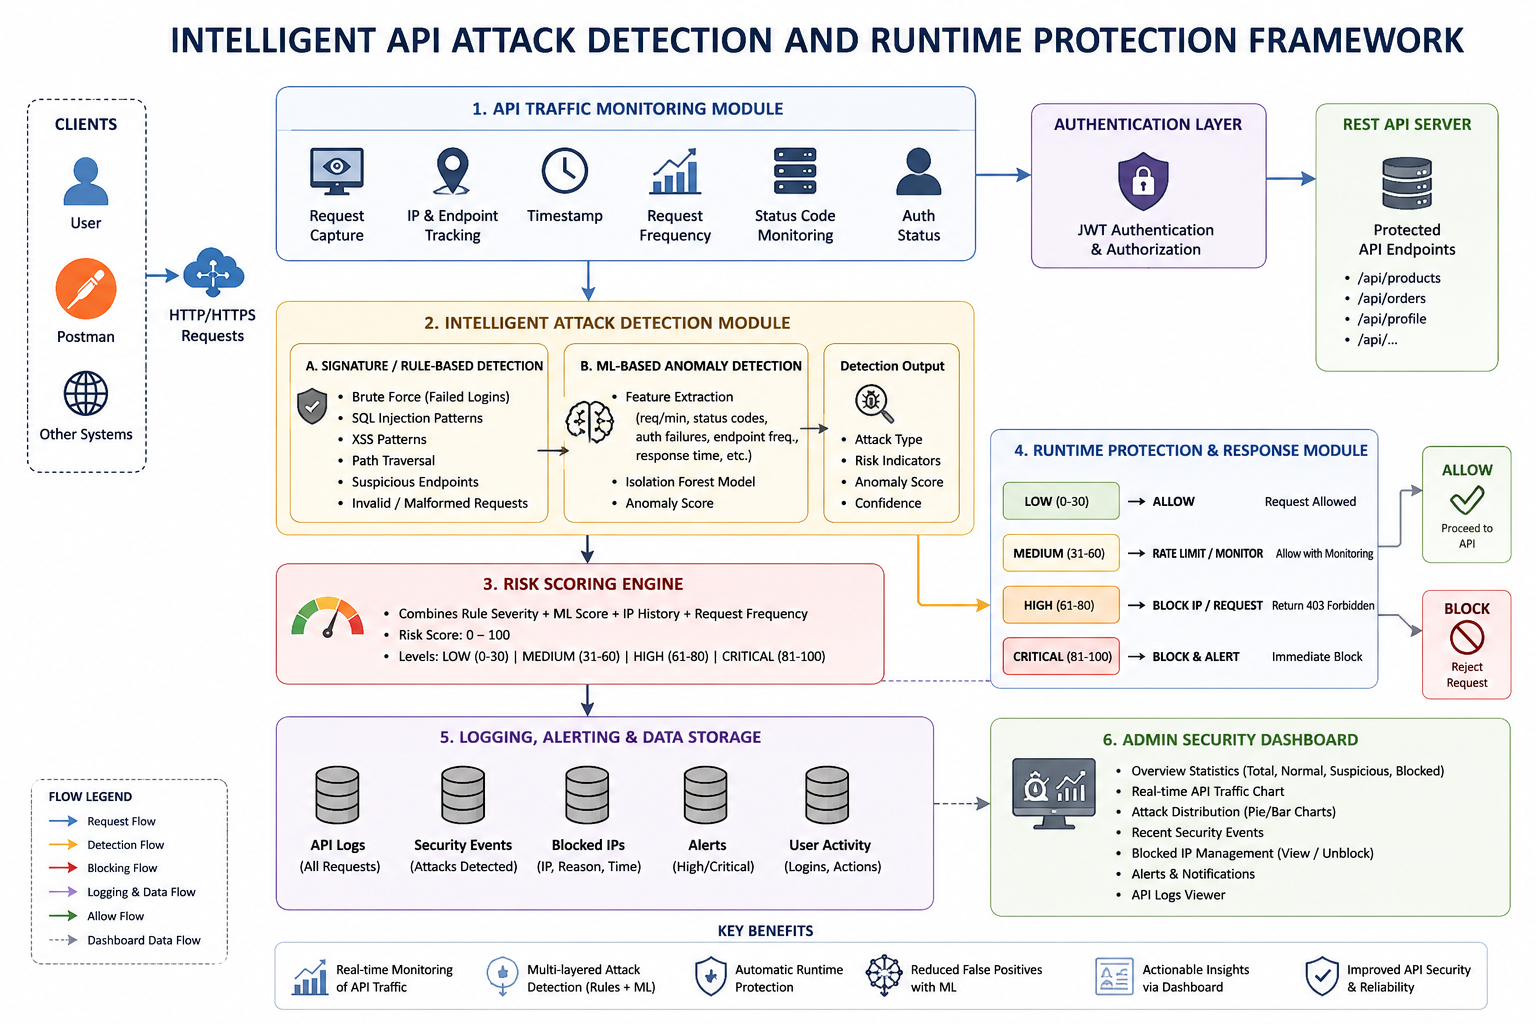 INTELLIGENT API ATTACK DETECTION AND RUNTIME PROTECTION FRAMEWORK
CLIENTS
User
Postman
Other Systems
HTTP/HTTPS
Requests
1. API TRAFFIC MONITORING MODULE
Request
Capture
IP & Endpoint
Tracking
Timestamp
Request
Frequency
Status Code
Monitoring
Auth
Status
AUTHENTICATION LAYER
JWT Authentication
& Authorization
REST API SERVER
Protected
API Endpoints
• /api/products
• /api/orders
• /api/profile
• /api/...
2. INTELLIGENT ATTACK DETECTION MODULE
A. SIGNATURE / RULE-BASED DETECTION
• Brute Force (Failed Logins)
• SQL Injection Patterns
• XSS Patterns
• Path Traversal
• Suspicious Endpoints
• Invalid / Malformed Requests
B. ML-BASED ANOMALY DETECTION
• Feature Extraction
(req/min, status codes,
auth failures, endpoint freq.,
response time, etc.)
• Isolation Forest Model
• Anomaly Score
Detection Output
• Attack Type
• Risk Indicators
• Anomaly Score
• Confidence
3. RISK SCORING ENGINE
• Combines Rule Severity + ML Score + IP History + Request Frequency
• Risk Score: 0 – 100
• Levels: LOW (0-30) | MEDIUM (31-60) | HIGH (61-80) | CRITICAL (81-100)
4. RUNTIME PROTECTION & RESPONSE MODULE
LOW (0-30) ALLOW Request Allowed
MEDIUM (31-60) RATE LIMIT / MONITOR Allow with Monitoring
HIGH (61-80) BLOCK IP / REQUEST Return 403 Forbidden
CRITICAL (81-100) BLOCK & ALERT Immediate Block
ALLOW
Proceed to
API
BLOCK
Reject
Request
5. LOGGING, ALERTING & DATA STORAGE
API Logs
(All Requests)
Security Events
(Attacks Detected)
Blocked IPs
(IP, Reason, Time)
Alerts
(High/Critical)
User Activity
(Logins, Actions)
6. ADMIN SECURITY DASHBOARD
• Overview Statistics (Total, Normal, Suspicious, Blocked)
• Real-time API Traffic Chart
• Attack Distribution (Pie/Bar Charts)
• Recent Security Events
• Blocked IP Management (View / Unblock)
• Alerts & Notifications
• API Logs Viewer
FLOW LEGEND
Request Flow
Detection Flow
Blocking Flow
Logging & Data Flow
Allow Flow
Dashboard Data Flow
KEY BENEFITS
Real-time Monitoring
of API Traffic
Multi-layered Attack
Detection (Rules + ML)
Automatic Runtime
Protection
Reduced False Positives
with ML
Actionable Insights
via Dashboard
Improved API Security
& Reliability